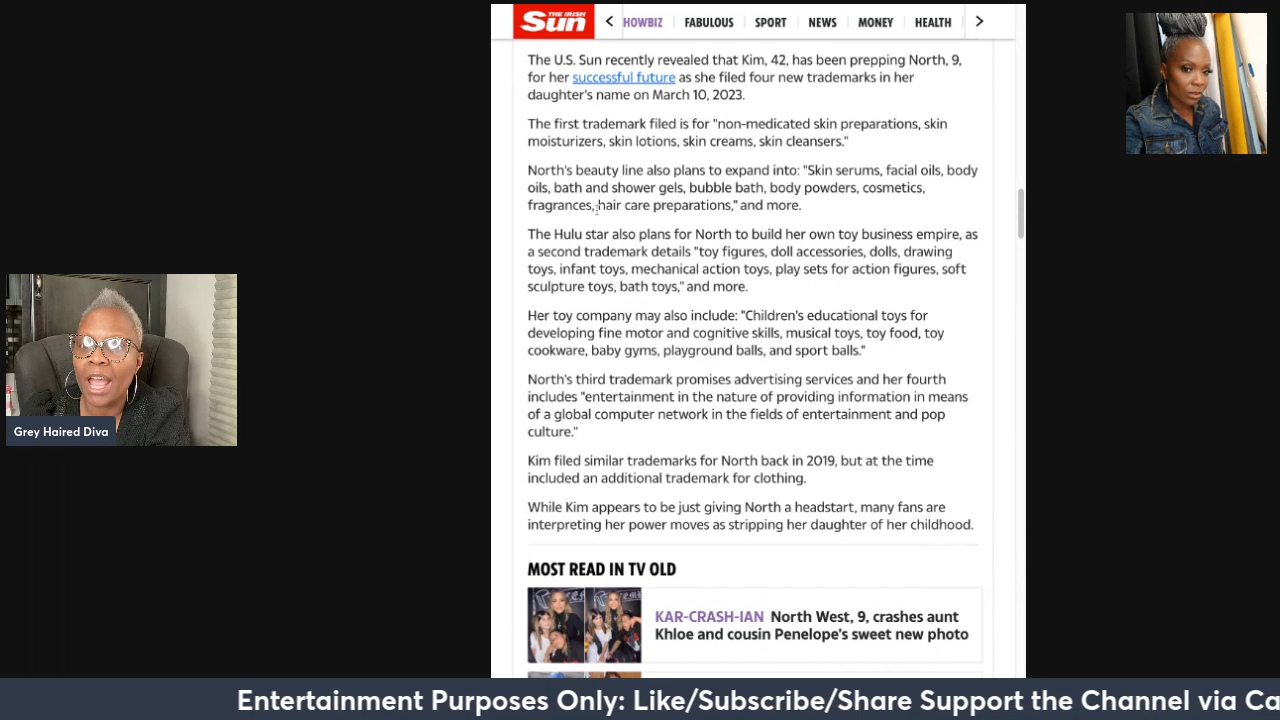 THE IRISH
Sun
HOWBIZ
FABULOUS
SPORT
NEWS
MONEY
HEALTH
The U.S. Sun recently revealed that Kim, 42, has been prepping North, 9,
for her successful future as she filed four new trademarks in her
daughter's name on March 10, 2023.
The first trademark filed is for "non-medicated skin preparations, skin
moisturizers, skin lotions, skin creams, skin cleansers."
North's beauty line also plans to expand into: "Skin serums, facial oils, body
oils, bath and shower gels, bubble bath, body powders, cosmetics,
fragrances, hair care preparations," and more.
The Hulu star also plans for North to build her own toy business empire, as
a second trademark details "toy figures, doll accessories, dolls, drawing
toys, infant toys, mechanical action toys, play sets for action figures, soft
sculpture toys, bath toys," and more.
Her toy company may also include: "Children's educational toys for
developing fine motor and cognitive skills, musical toys, toy food, toy
cookware, baby gyms, playground balls, and sport balls."
North's third trademark promises advertising services and her fourth
includes "entertainment in the nature of providing information in means
of a global computer network in the fields of entertainment and pop
culture."
Kim filed similar trademarks for North back in 2019, but at the time
included an additional trademark for clothing.
While Kim appears to be just giving North a headstart, many fans are
interpreting her power moves as stripping her daughter of her childhood.
MOST READ IN TV OLD
KAR-CRASH-IAN North West, 9, crashes aunt
Khloe and cousin Penelope's sweet new photo
Grey Haired Diva
Entertainment Purposes Only: Like/Subscribe/Share Support the Channel via Ca